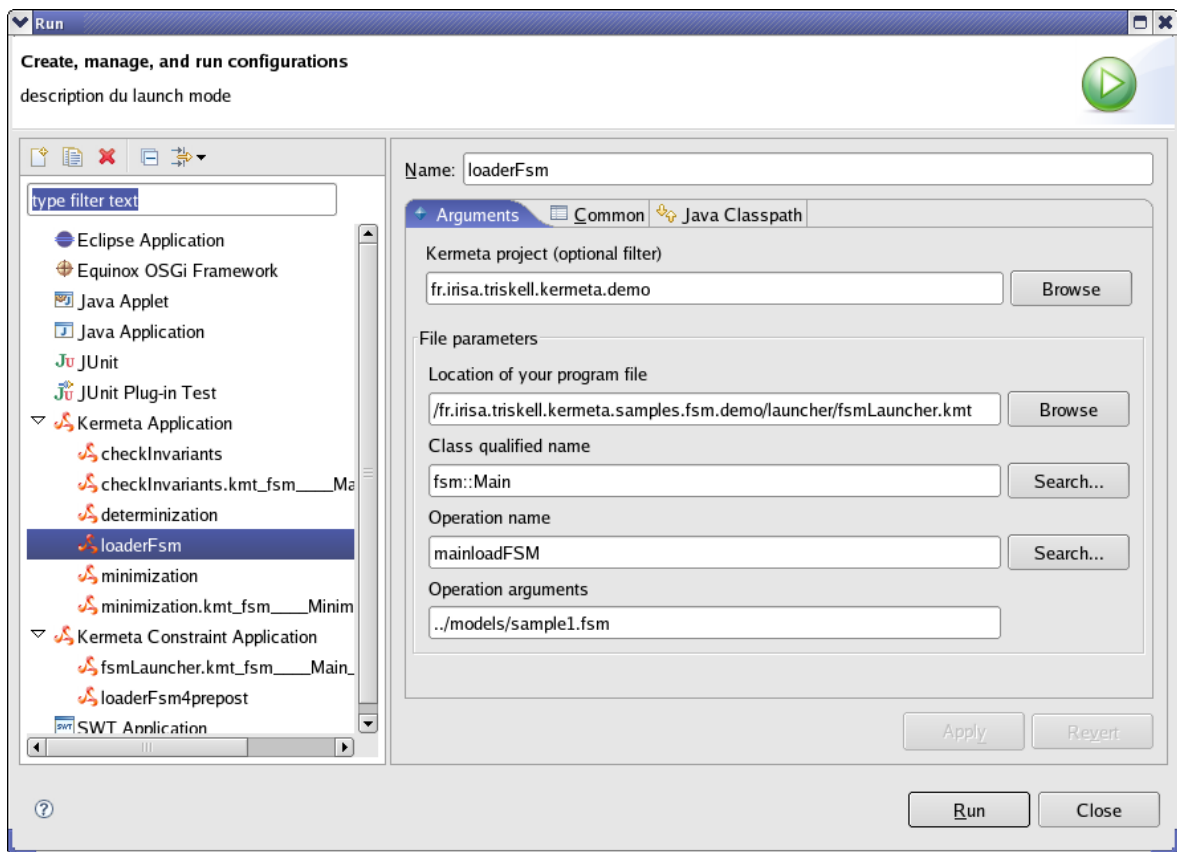 Run
Create, manage, and run configurations
description du launch mode
type filter text
Eclipse Application
Equinox OSGi Framework
Java Applet
Java Application
JUnit
JUnit Plug-in Test
Kermeta Application
checkInvariants
checkInvariants.kmt_fsm____Ma
determinization
loaderFsm
minimization
minimization.kmt_fsm____Minim
Kermeta Constraint Application
fsmLauncher.kmt_fsm____Main_
loaderFsm4prepost
SWT Application
Name: loaderFsm
Arguments Common Java Classpath
Kermeta project (optional filter)
fr.irisa.triskell.kermeta.demo Browse
File parameters
Location of your program file
/fr.irisa.triskell.kermeta.samples.fsm.demo/launcher/fsmLauncher.kmt Browse
Class qualified name
fsm::Main Search...
Operation name
mainloadFSM Search...
Operation arguments
../models/sample1.fsm
Apply Revert
Run Close